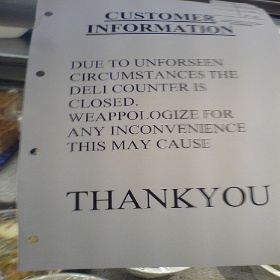 CUSTOMER
INFORMATION
DUE TO UNFORSEEN
CIRCUMSTANCES THE
DELI COUNTER IS
CLOSED.
WEAPPOLOGIZE FOR
ANY INCONVENIENCE
THIS MAY CAUSE
THANKYOU